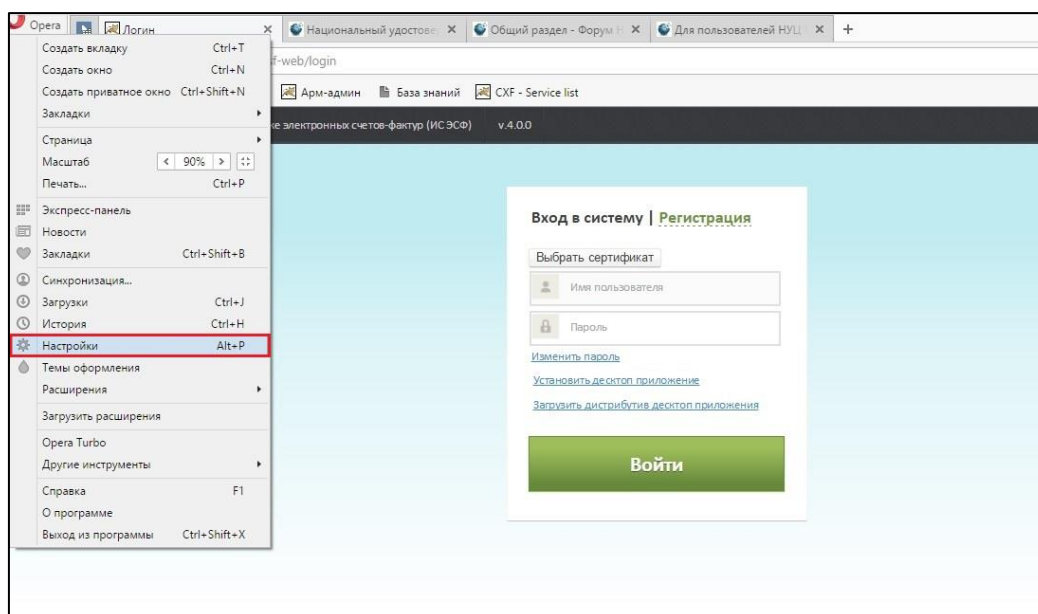 Opera
Логин
Национальный удостове
Общий раздел - Форум Н
Для пользователей НУЦ
f-web/login
Арм-админ База знаний CXF - Service list
ке электронных счетов-фактур (ИС ЭСФ) v.4.0.0
Создать вкладку Ctrl+T
Создать окно Ctrl+N
Создать приватное окно Ctrl+Shift+N
Закладки
Страница
Масштаб < 90% >
Печать... Ctrl+P
Экспресс-панель
Новости
Закладки Ctrl+Shift+B
Синхронизация...
Загрузки Ctrl+J
История Ctrl+H
Настройки Alt+P
Темы оформления
Расширения
Загрузить расширения
Opera Turbo
Другие инструменты
Справка F1
О программе
Выход из программы Ctrl+Shift+X
Вход в систему | Регистрация
Выбрать сертификат
Имя пользователя
Пароль
Изменить пароль
Установить десктоп приложение
Загрузить дистрибутив десктоп приложения
Войти